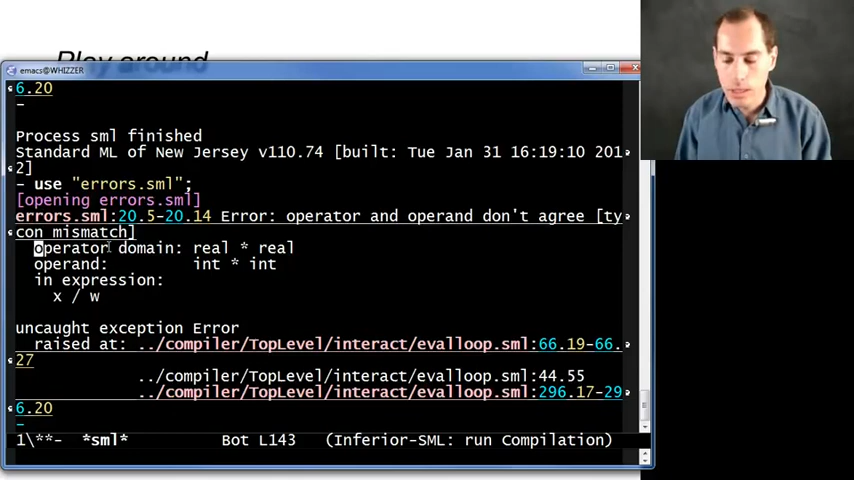 Play around
emacs@WHIZZER
6.20
-
Process sml finished
Standard ML of New Jersey v110.74 [built: Tue Jan 31 16:19:10 201
2]
- use "errors.sml";
[opening errors.sml]
errors.sml:20.5-20.14 Error: operator and operand don't agree [ty
con mismatch]
operator domain: real * real
operand: int * int
in expression:
x / w
uncaught exception Error
raised at: ../compiler/TopLevel/interact/evalloop.sml:66.19-66.
27
../compiler/TopLevel/interact/evalloop.sml:44.55
../compiler/TopLevel/interact/evalloop.sml:296.17-29
6.20
-
1\**- *sml* Bot L143 (Inferior-SML: run Compilation)